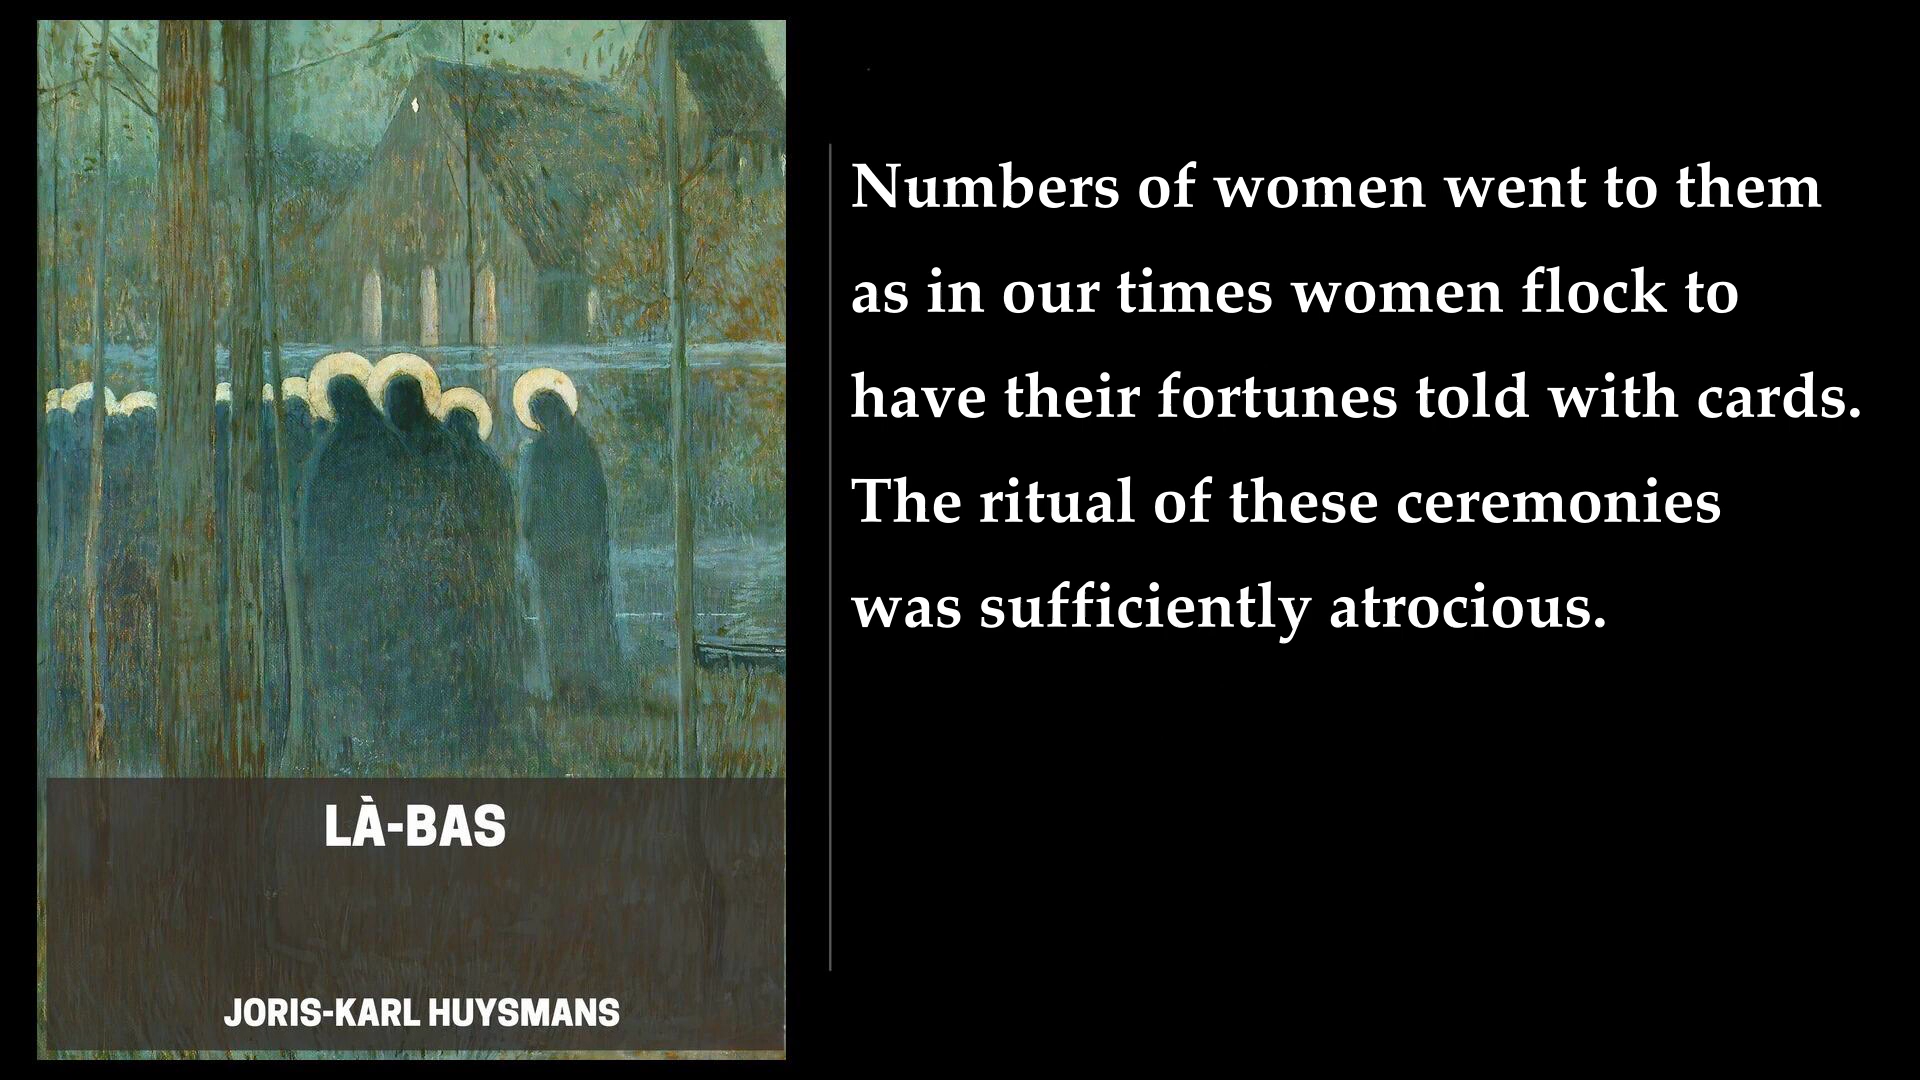 Numbers of women went to them
as in our times women flock to
have their fortunes told with cards.
The ritual of these ceremonies
was sufficiently atrocious.
LÀ-BAS
JORIS-KARL HUYSMANS